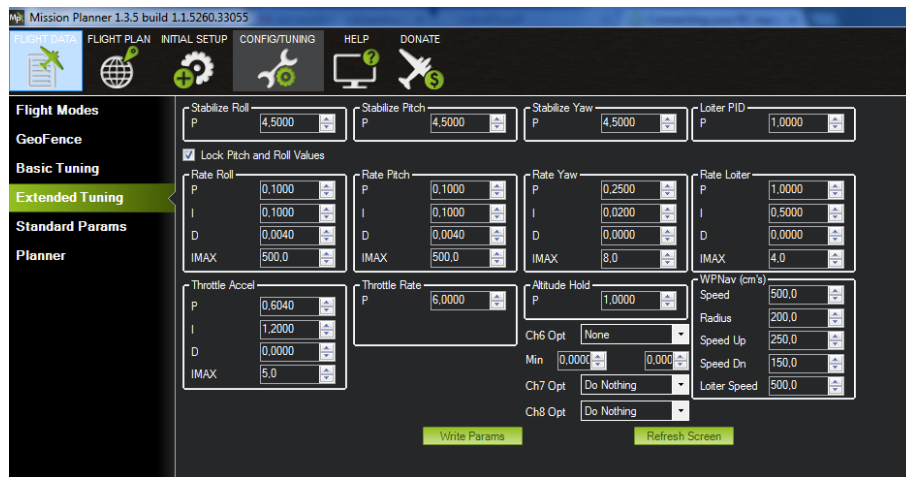 Mission Planner 1.3.5 build 1.1.5260.33055
FLIGHT DATA FLIGHT PLAN INITIAL SETUP CONFIG/TUNING HELP DONATE
Flight Modes
GeoFence
Basic Tuning
Extended Tuning
Standard Params
Planner
Stabilize Roll
P 4,5000
Stabilize Pitch
P 4,5000
Stabilize Yaw
P 4,5000
Loiter PID
P 1,0000
Lock Pitch and Roll Values
Rate Roll
P 0,1000
I 0,1000
D 0,0040
IMAX 500,0
Rate Pitch
P 0,1000
I 0,1000
D 0,0040
IMAX 500,0
Rate Yaw
P 0,2500
I 0,0200
D 0,0000
IMAX 8,0
Rate Loiter
P 1,0000
I 0,5000
D 0,0000
IMAX 4,0
Throttle Accel
P 0,6040
I 1,2000
D 0,0000
IMAX 5,0
Throttle Rate
P 6,0000
Altitude Hold
P 1,0000
Ch6 Opt None
Min 0,0000 0,000
Ch7 Opt Do Nothing
Ch8 Opt Do Nothing
WPNav (cm's)
Speed 500,0
Radius 200,0
Speed Up 250,0
Speed Dn 150,0
Loiter Speed 500,0
Write Params
Refresh Screen